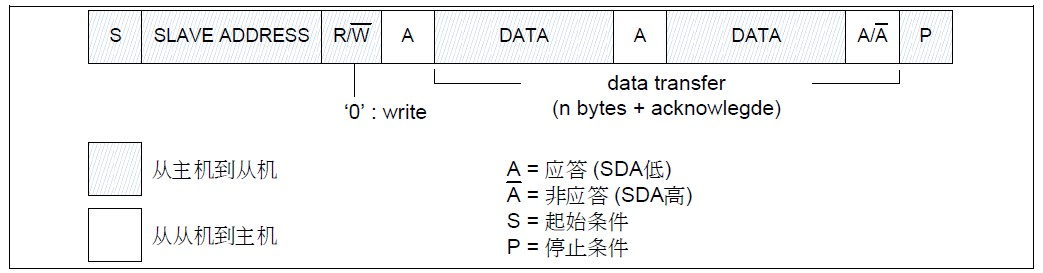 S SLAVE ADDRESS R/W̅ A DATA A DATA A/A̅ P
data transfer
(n bytes + acknowlegde)
‘0’ : write
从主机到从机
从从机到主机
A = 应答 (SDA低)
A̅ = 非应答 (SDA高)
S = 起始条件
P = 停止条件